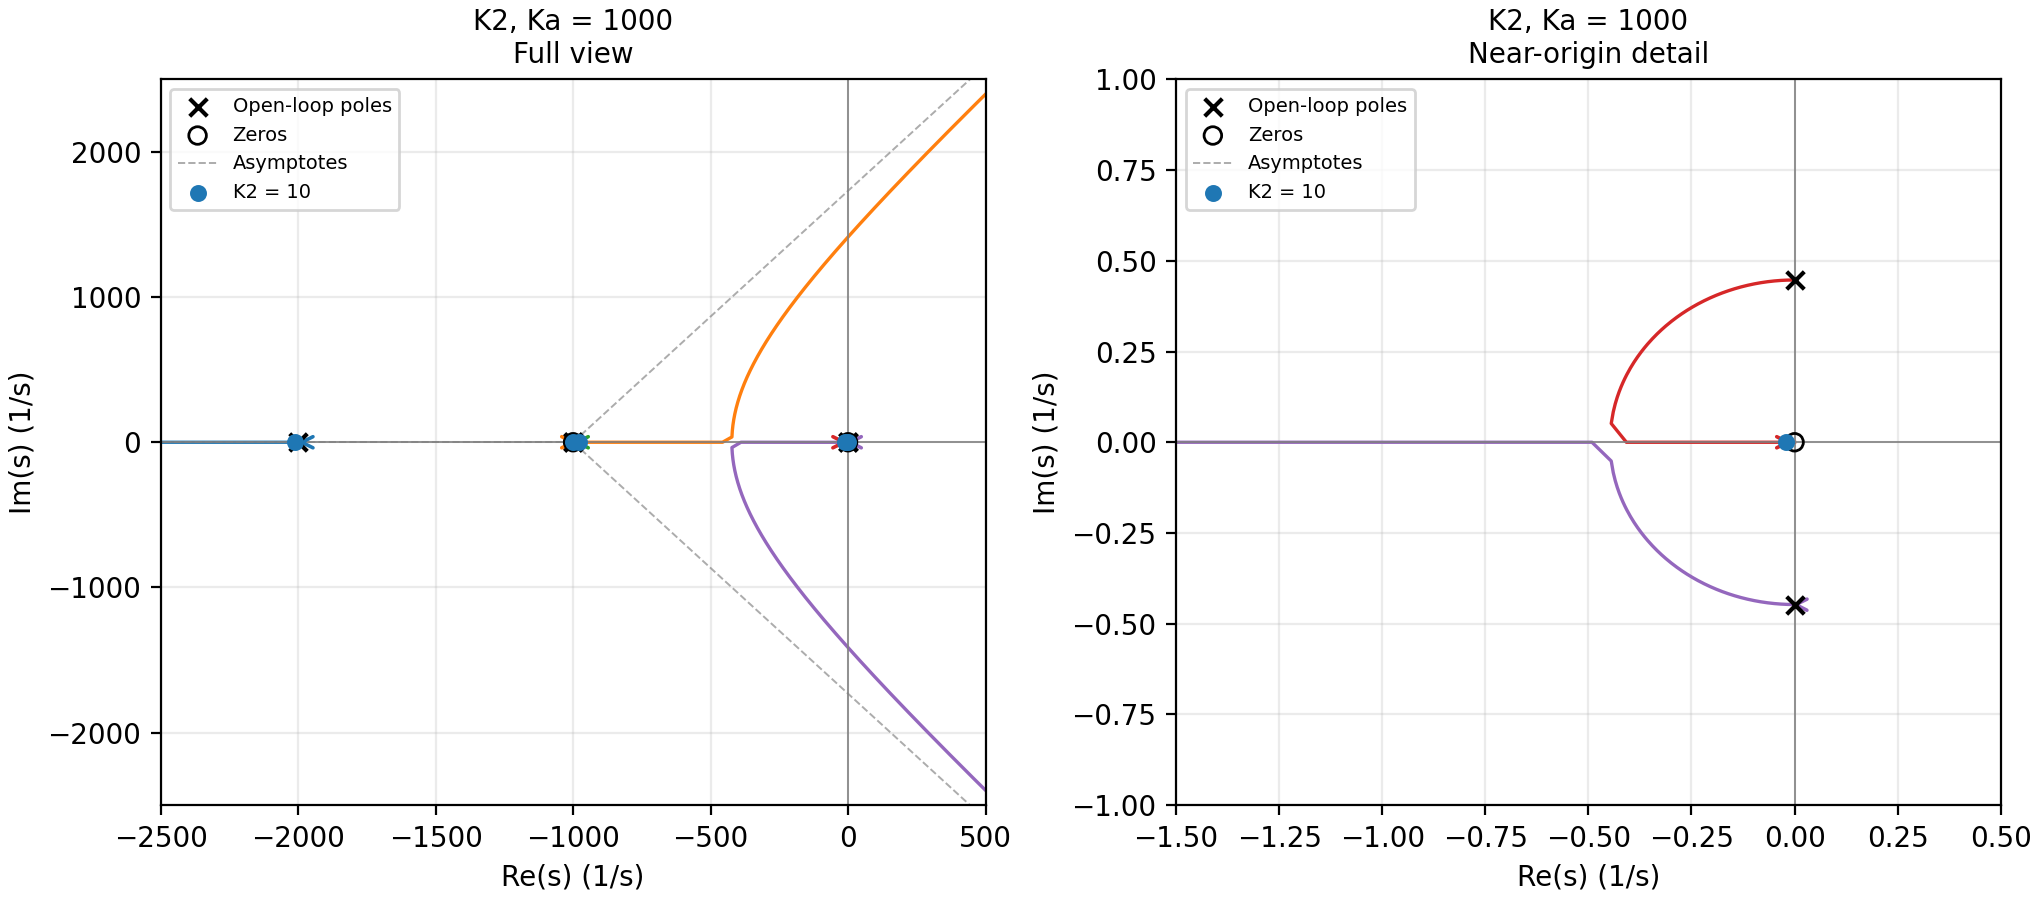 K2, Ka = 1000
Full view
Open-loop poles
Zeros
Asymptotes
K2 = 10
2000
1000
0
−1000
−2000
Im(s) (1/s)
−2500
−2000
−1500
−1000
−500
0
500
Re(s) (1/s)
K2, Ka = 1000
Near-origin detail
Open-loop poles
Zeros
Asymptotes
K2 = 10
1.00
0.75
0.50
0.25
0.00
−0.25
−0.50
−0.75
−1.00
Im(s) (1/s)
−1.50
−1.25
−1.00
−0.75
−0.50
−0.25
0.00
0.25
0.50
Re(s) (1/s)